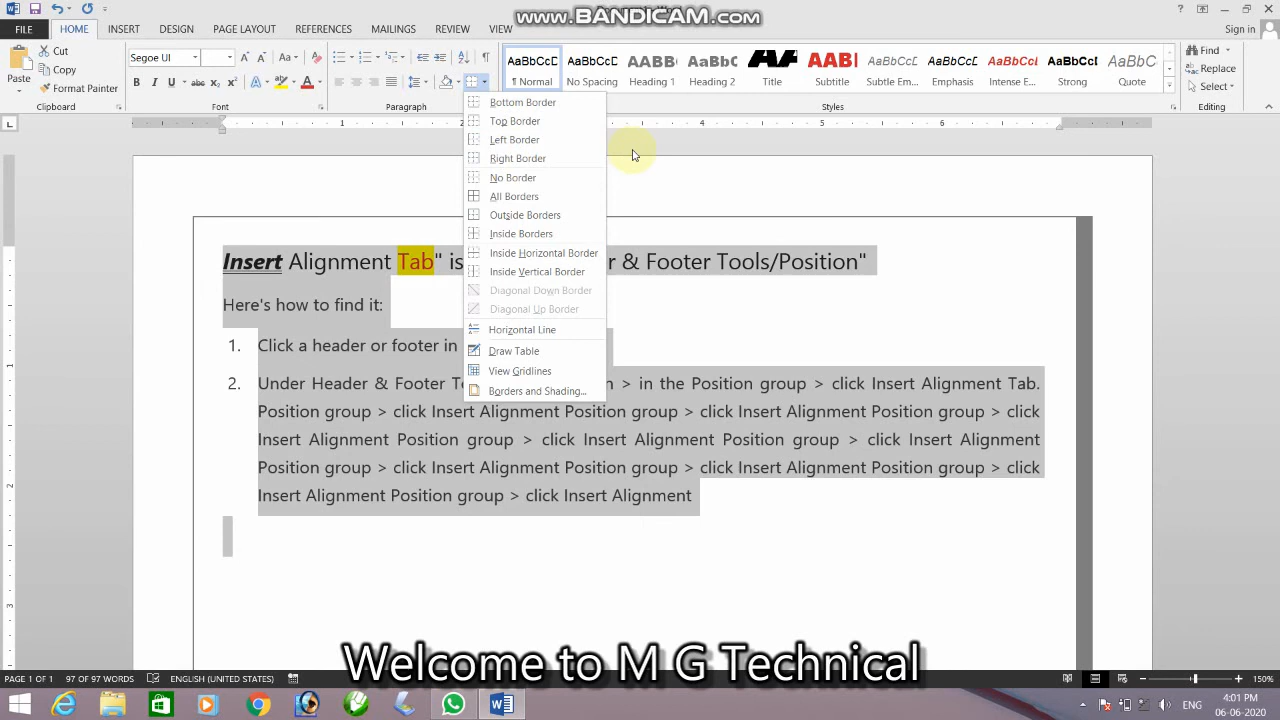 www.BANDICAM.com
FILE HOME INSERT DESIGN PAGE LAYOUT REFERENCES MAILINGS REVIEW VIEW Sign in
Paste
Cut
Copy
Format Painter
Clipboard
Segoe UI
Font
Paragraph
AaBbCcD AaBbCcD AABB AaBbC AABI AaBbCcD AaBbCcD AaBbCcI AaBbCcD AaBbCcD
¶ Normal No Spacing Heading 1 Heading 2 Title Subtitle Subtle Em... Emphasis Intense E... Strong Quote
Styles
Find
Replace
Select
Editing
Bottom Border
Top Border
Left Border
Right Border
No Border
All Borders
Outside Borders
Inside Borders
Inside Horizontal Border
Inside Vertical Border
Diagonal Down Border
Diagonal Up Border
Horizontal Line
Draw Table
View Gridlines
Borders and Shading...
Insert Alignment Tab" is & Footer Tools/Position"
Here's how to find it:
1. Click a header or footer in
2. Under Header & Footer > in the Position group > click Insert Alignment Tab.
Position group > click Insert Alignment Position group > click Insert Alignment Position group > click
Insert Alignment Position group > click Insert Alignment Position group > click Insert Alignment
Position group > click Insert Alignment Position group > click Insert Alignment Position group > click
Insert Alignment Position group > click Insert Alignment
Welcome to M G Technical
PAGE 1 OF 1 97 OF 97 WORDS ENGLISH (UNITED STATES) 150%
4:01 PM
06-06-2020